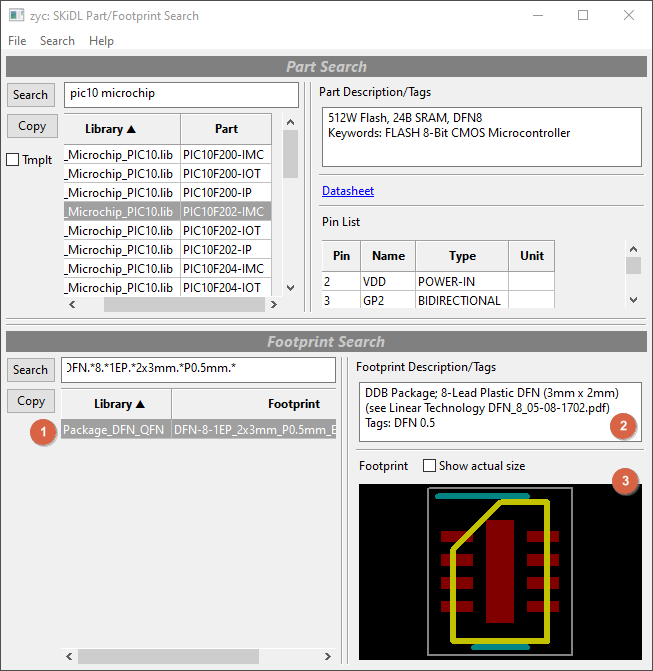 zyc: SKiDL Part/Footprint Search
File Search Help
Part Search
Search
pic10 microchip
Copy
Tmplt
Library ▲ Part
_Microchip_PIC10.lib PIC10F200-IMC
_Microchip_PIC10.lib PIC10F200-IOT
_Microchip_PIC10.lib PIC10F200-IP
_Microchip_PIC10.lib PIC10F202-IMC
_Microchip_PIC10.lib PIC10F202-IOT
_Microchip_PIC10.lib PIC10F202-IP
_Microchip_PIC10.lib PIC10F204-IMC
_Microchip_PIC10.lib PIC10F204-IOT
Part Description/Tags
512W Flash, 24B SRAM, DFN8
Keywords: FLASH 8-Bit CMOS Microcontroller
Datasheet
Pin List
Pin Name Type Unit
2 VDD POWER-IN
3 GP2 BIDIRECTIONAL
Footprint Search
Search
DFN.*8.*1EP.*2x3mm.*P0.5mm.*
Copy
Library ▲ Footprint
1
Package_DFN_QFN DFN-8-1EP_2x3mm_P0.5mm_E
Footprint Description/Tags
DDB Package; 8-Lead Plastic DFN (3mm x 2mm)
(see Linear Technology DFN_8_05-08-1702.pdf)
Tags: DFN 0.5
2
Footprint Show actual size
3